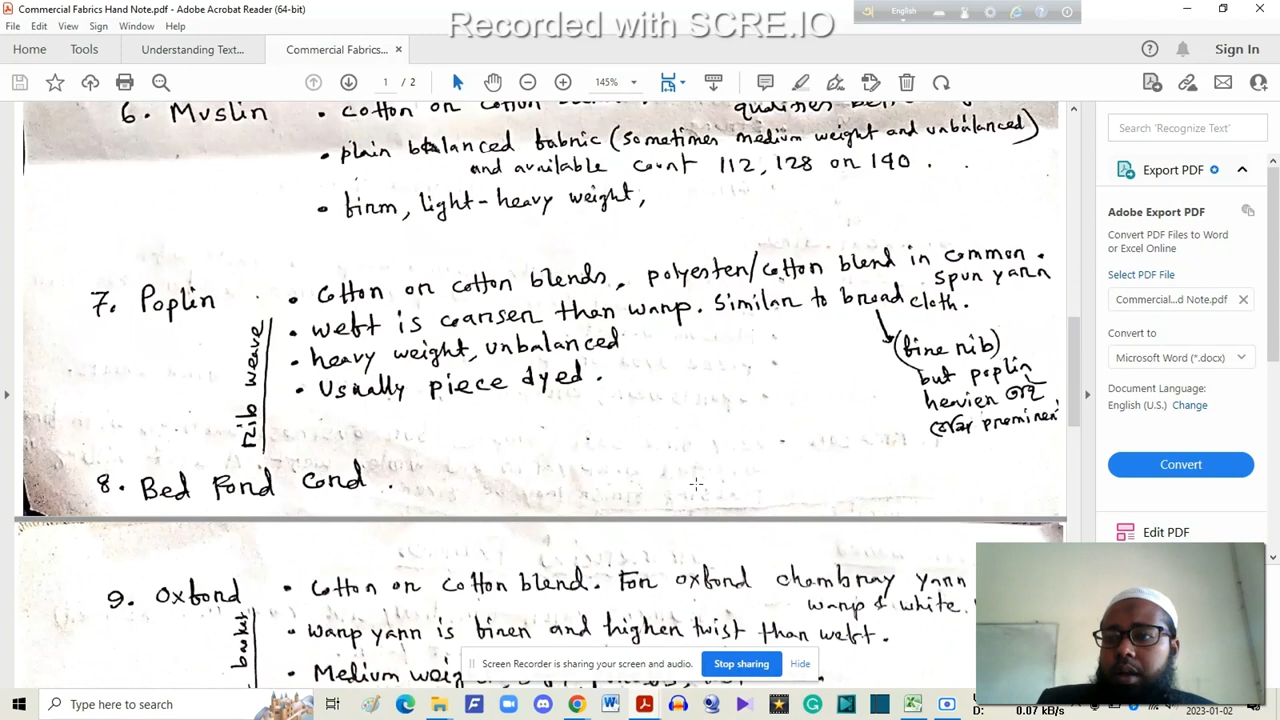 Commercial Fabrics Hand Note.pdf - Adobe Acrobat Reader (64-bit)
Recorded with SCRE.IO
English
File Edit View Sign Window Help
Home Tools Understanding Text... Commercial Fabrics... × Sign In
1 / 2 145%
6. Muslin • cotton or cotton
qualities
• plain balanced fabric (sometimes medium weight and unbalanced)
and available count 112, 128 or 140.
• firm, light-heavy weight,
7. Poplin • Cotton or cotton blends, polyester/cotton blend in common.
spun yarn
• weft is coarser than warp. Similar to broad cloth.
• heavy weight, unbalanced
• Usually piece dyed.
Rib weave
(fine rib)
but poplin
heavier
8. Bed Ford Cord.
9. Oxford • Cotton or cotton blend. For oxford chambray yarn
warp & white.
• warp yarn is finer and higher twist than weft.
basket
• Medium
Search 'Recognize Text'
Export PDF
Adobe Export PDF
Convert PDF Files to Word
or Excel Online
Select PDF File
Commercial...d Note.pdf ×
Convert to
Microsoft Word (*.docx)
Document Language:
English (U.S.) Change
Convert
Edit PDF
Screen Recorder is sharing your screen and audio. Stop sharing Hide
Type here to search
D: 0.07 kB/s
2023-01-02